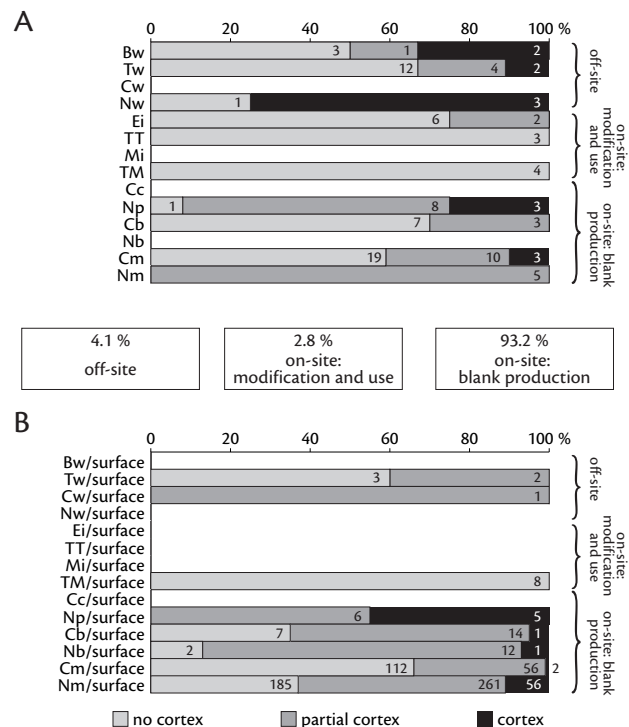 A
0 20 40 60 80 100 %
Bw 3 1 2
Tw 12 4 2
Cw
Nw 1 3
Ei 6 2
TT 3
Mi
TM 4
Cc
Np 1 8 3
Cb 7 3
Nb
Cm 19 10 3
Nm 5
off-site
on-site:
modification
and use
on-site: blank
production
4.1 %
off-site
2.8 %
on-site:
modification and use
93.2 %
on-site:
blank production
B
0 20 40 60 80 100 %
Bw/surface
Tw/surface 3 2
Cw/surface 1
Nw/surface
Ei/surface
TT/surface
Mi/surface
TM/surface 8
Cc/surface
Np/surface 6 5
Cb/surface 7 14 1
Nb/surface 2 12 1
Cm/surface 112 56 2
Nm/surface 185 261 56
off-site
on-site:
modification
and use
on-site: blank
production
no cortex partial cortex cortex